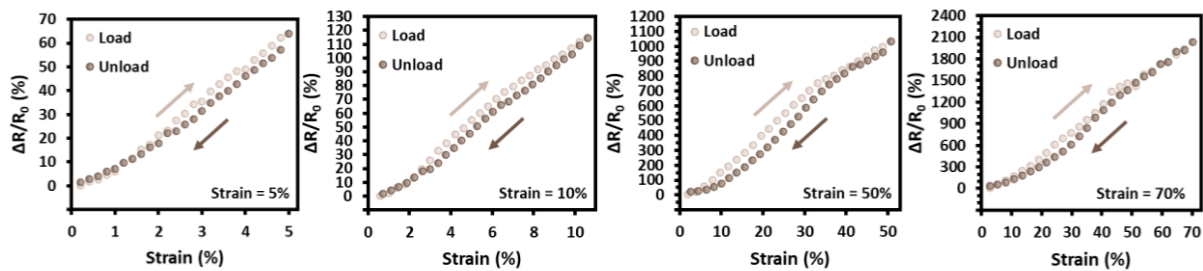 70
60
50
40
30
20
10
0
ΔR/R0 (%)
Load
Unload
Strain = 5%
0 1 2 3 4 5
Strain (%)
130
120
110
100
90
80
70
60
50
40
30
20
10
0
ΔR/R0 (%)
Load
Unload
Strain = 10%
0 2 4 6 8 10
Strain (%)
1200
1100
1000
900
800
700
600
500
400
300
200
100
0
ΔR/R0 (%)
Load
Unload
Strain = 50%
0 10 20 30 40 50
Strain (%)
2400
2100
1800
1500
1200
900
600
300
0
ΔR/R0 (%)
Load
Unload
Strain = 70%
0 10 20 30 40 50 60 70
Strain (%)